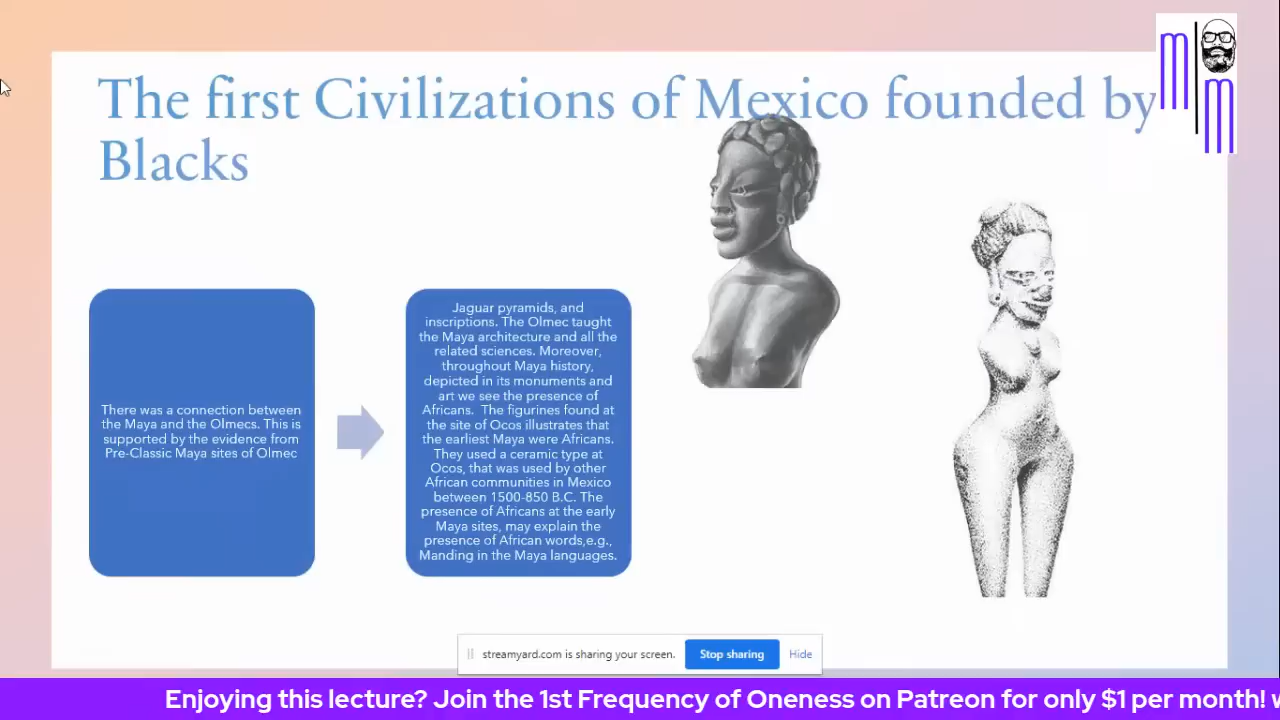 The first Civilizations of Mexico founded by
Blacks
There was a connection between
the Maya and the Olmecs. This is
supported by the evidence from
Pre-Classic Maya sites of Olmec
Jaguar pyramids, and
inscriptions. The Olmec taught
the Maya architecture and all the
related sciences. Moreover,
throughout Maya history,
depicted in its monuments and
art we see the presence of
Africans.  The figurines found at
the site of Ocos illustrates that
the earliest Maya were Africans.
They used a ceramic type at
Ocos, that was used by other
African communities in Mexico
between 1500-850 B.C. The
presence of Africans at the early
Maya sites, may explain the
presence of African words,e.g.,
Manding in the Maya languages.
m
m
streamyard.com is sharing your screen.
Stop sharing
Hide
Enjoying this lecture? Join the 1st Frequency of Oneness on Patreon for only $1 per month!